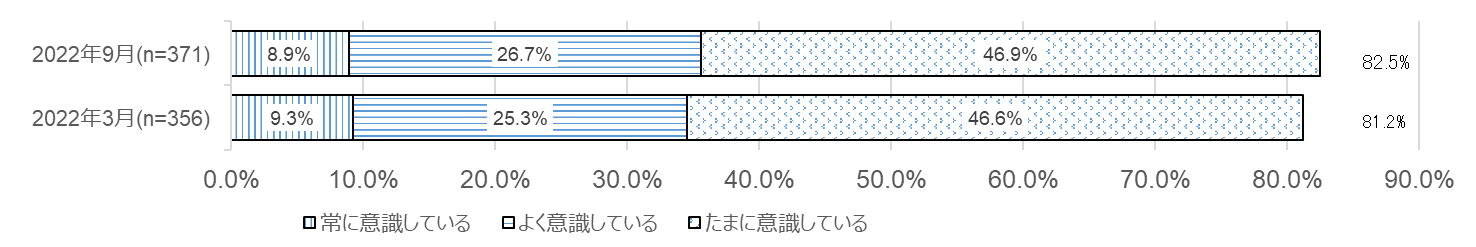 2022年9月(n=371) 8.9% 26.7% 46.9% 82.5%
2022年3月(n=356) 9.3% 25.3% 46.6% 81.2%
0.0% 10.0% 20.0% 30.0% 40.0% 50.0% 60.0% 70.0% 80.0% 90.0%
常に意識している よく意識している たまに意識している